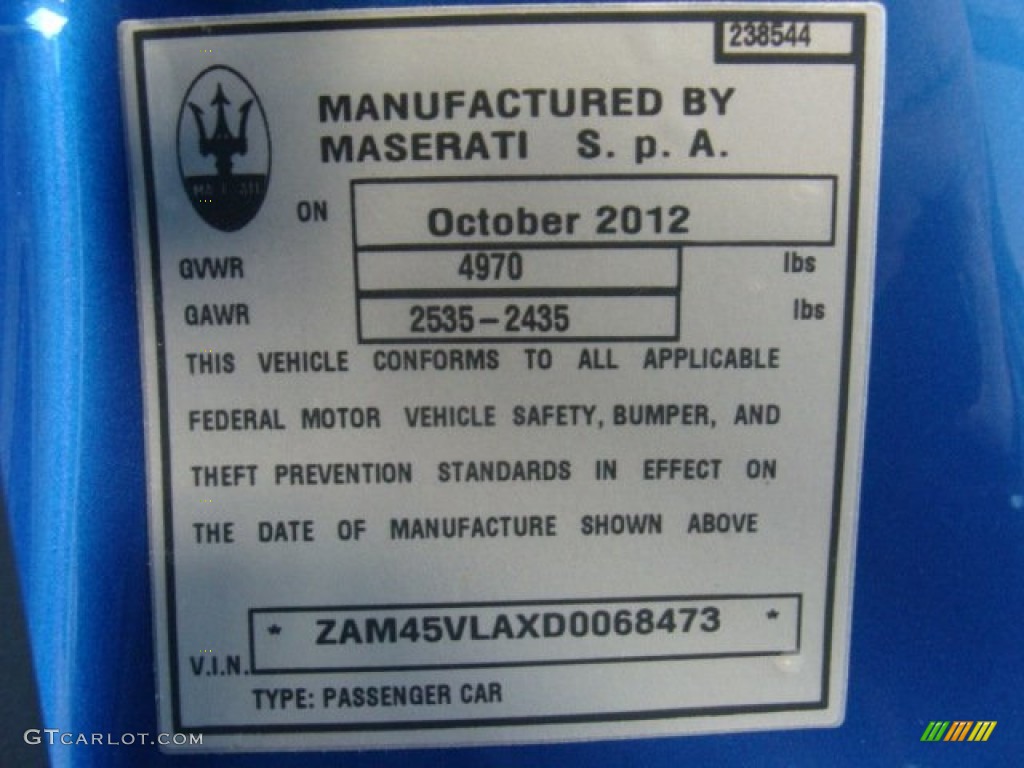 238544
MANUFACTURED BY
MASERATI S. p. A.
ON October 2012
GVWR 4970 lbs
QAWR 2535-2435 lbs
THIS VEHICLE CONFORMS TO ALL APPLICABLE
FEDERAL MOTOR VEHICLE SAFETY, BUMPER, AND
THEFT PREVENTION STANDARDS IN EFFECT ON
THE DATE OF MANUFACTURE SHOWN ABOVE
V.I.N. * ZAM45VLAXD0068473 *
TYPE: PASSENGER CAR
GTCARLOT.COM